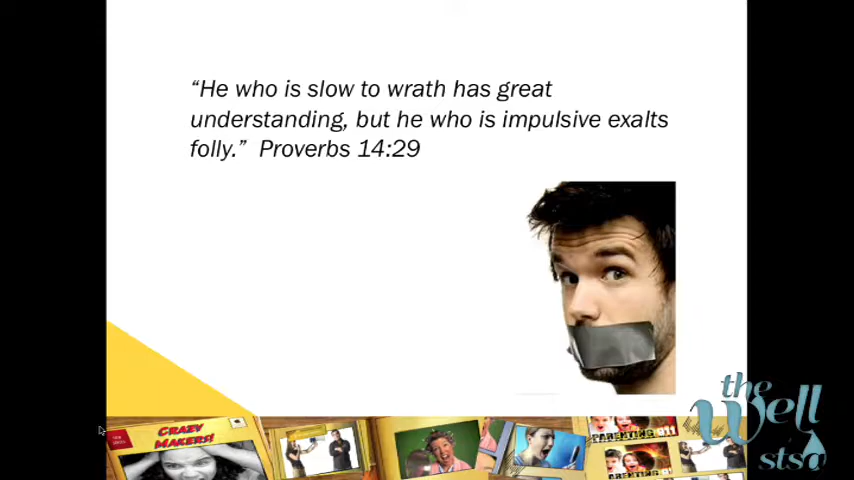 “He who is slow to wrath has great
understanding, but he who is impulsive exalts
folly.”  Proverbs 14:29
CRAZY
MAKERS!
PARENTING 911
the
well
stsa